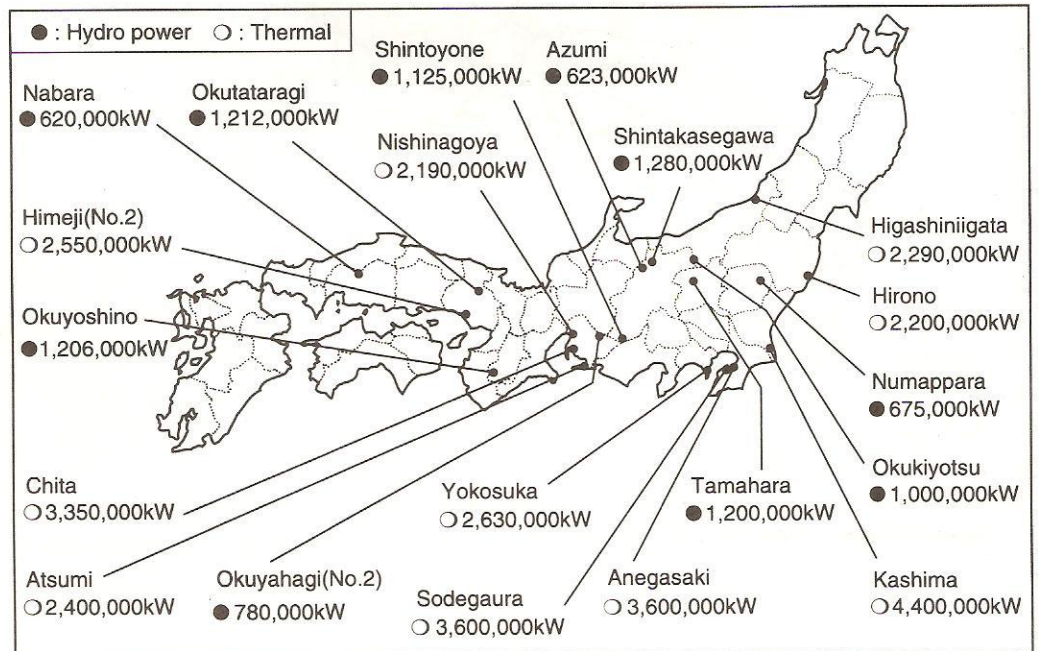 ● : Hydro power ○ : Thermal
Shintoyone
● 1,125,000kW
Azumi
● 623,000kW
Nabara
● 620,000kW
Okutataragi
● 1,212,000kW
Nishinagoya
○ 2,190,000kW
Shintakasegawa
● 1,280,000kW
Himeji(No.2)
○ 2,550,000kW
Higashiniigata
○ 2,290,000kW
Okuyoshino
● 1,206,000kW
Hirono
○ 2,200,000kW
Numappara
● 675,000kW
Chita
○ 3,350,000kW
Yokosuka
○ 2,630,000kW
Tamahara
● 1,200,000kW
Okukiyotsu
● 1,000,000kW
Atsumi
○ 2,400,000kW
Okuyahagi(No.2)
● 780,000kW
Sodegaura
○ 3,600,000kW
Anegasaki
○ 3,600,000kW
Kashima
○ 4,400,000kW